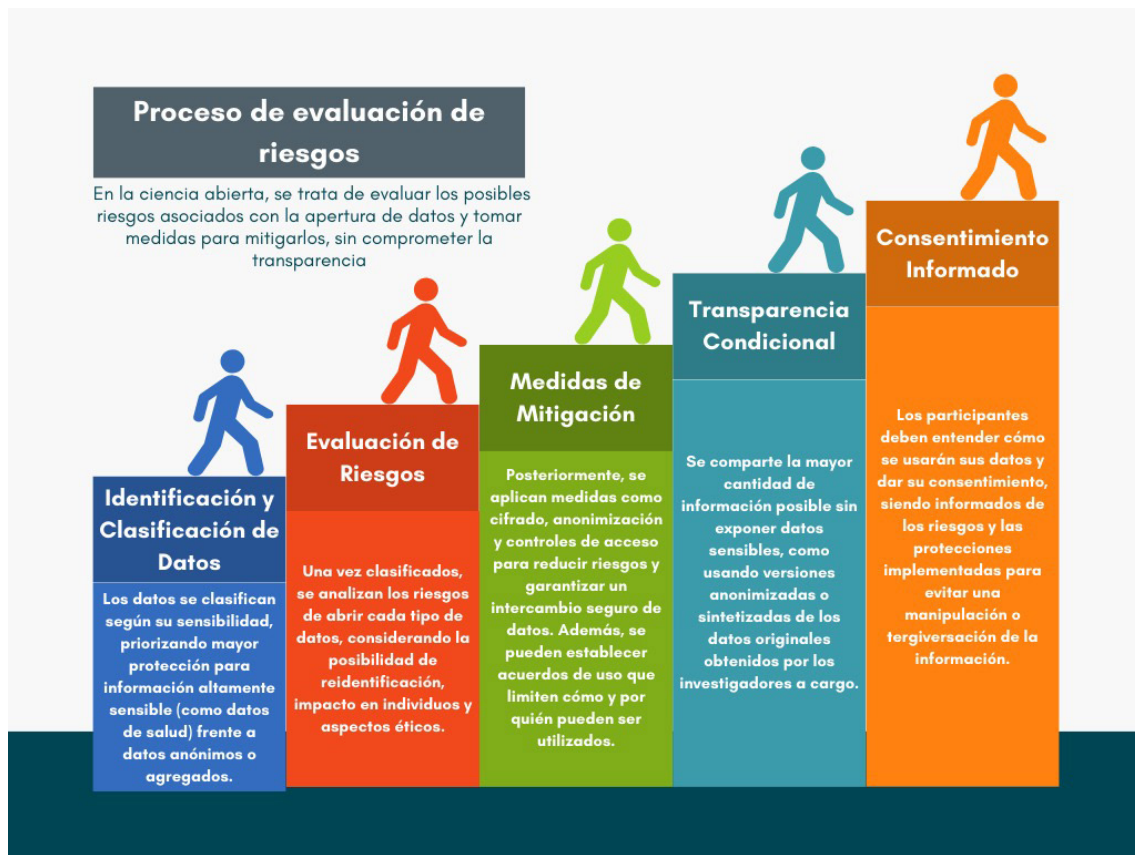 Proceso de evaluación de
riesgos
En la ciencia abierta, se trata de evaluar los posibles
riesgos asociados con la apertura de datos y tomar
medidas para mitigarlos, sin comprometer la
transparencia
Identificación y
Clasificación de
Datos
Los datos se clasifican
según su sensibilidad,
priorizando mayor
protección para
información altamente
sensible (como datos
de salud) frente a
datos anónimos o
agregados.
Evaluación de
Riesgos
Una vez clasificados,
se analizan los riesgos
de abrir cada tipo de
datos, considerando la
posibilidad de
reidentificación,
impacto en individuos y
aspectos éticos.
Medidas de
Mitigación
Posteriormente, se
aplican medidas como
cifrado, anonimización
y controles de acceso
para reducir riesgos y
garantizar un
intercambio seguro de
datos. Además, se
pueden establecer
acuerdos de uso que
limiten cómo y por
quién pueden ser
utilizados.
Transparencia
Condicional
Se comparte la mayor
cantidad de
información posible sin
exponer datos
sensibles, como
usando versiones
anonimizadas o
sintetizadas de los
datos originales
obtenidos por los
investigadores a cargo.
Consentimiento
Informado
Los participantes
deben entender cómo
se usarán sus datos y
dar su consentimiento,
siendo informados de
los riesgos y las
protecciones
implementadas para
evitar una
manipulación o
tergiversación de la
información.